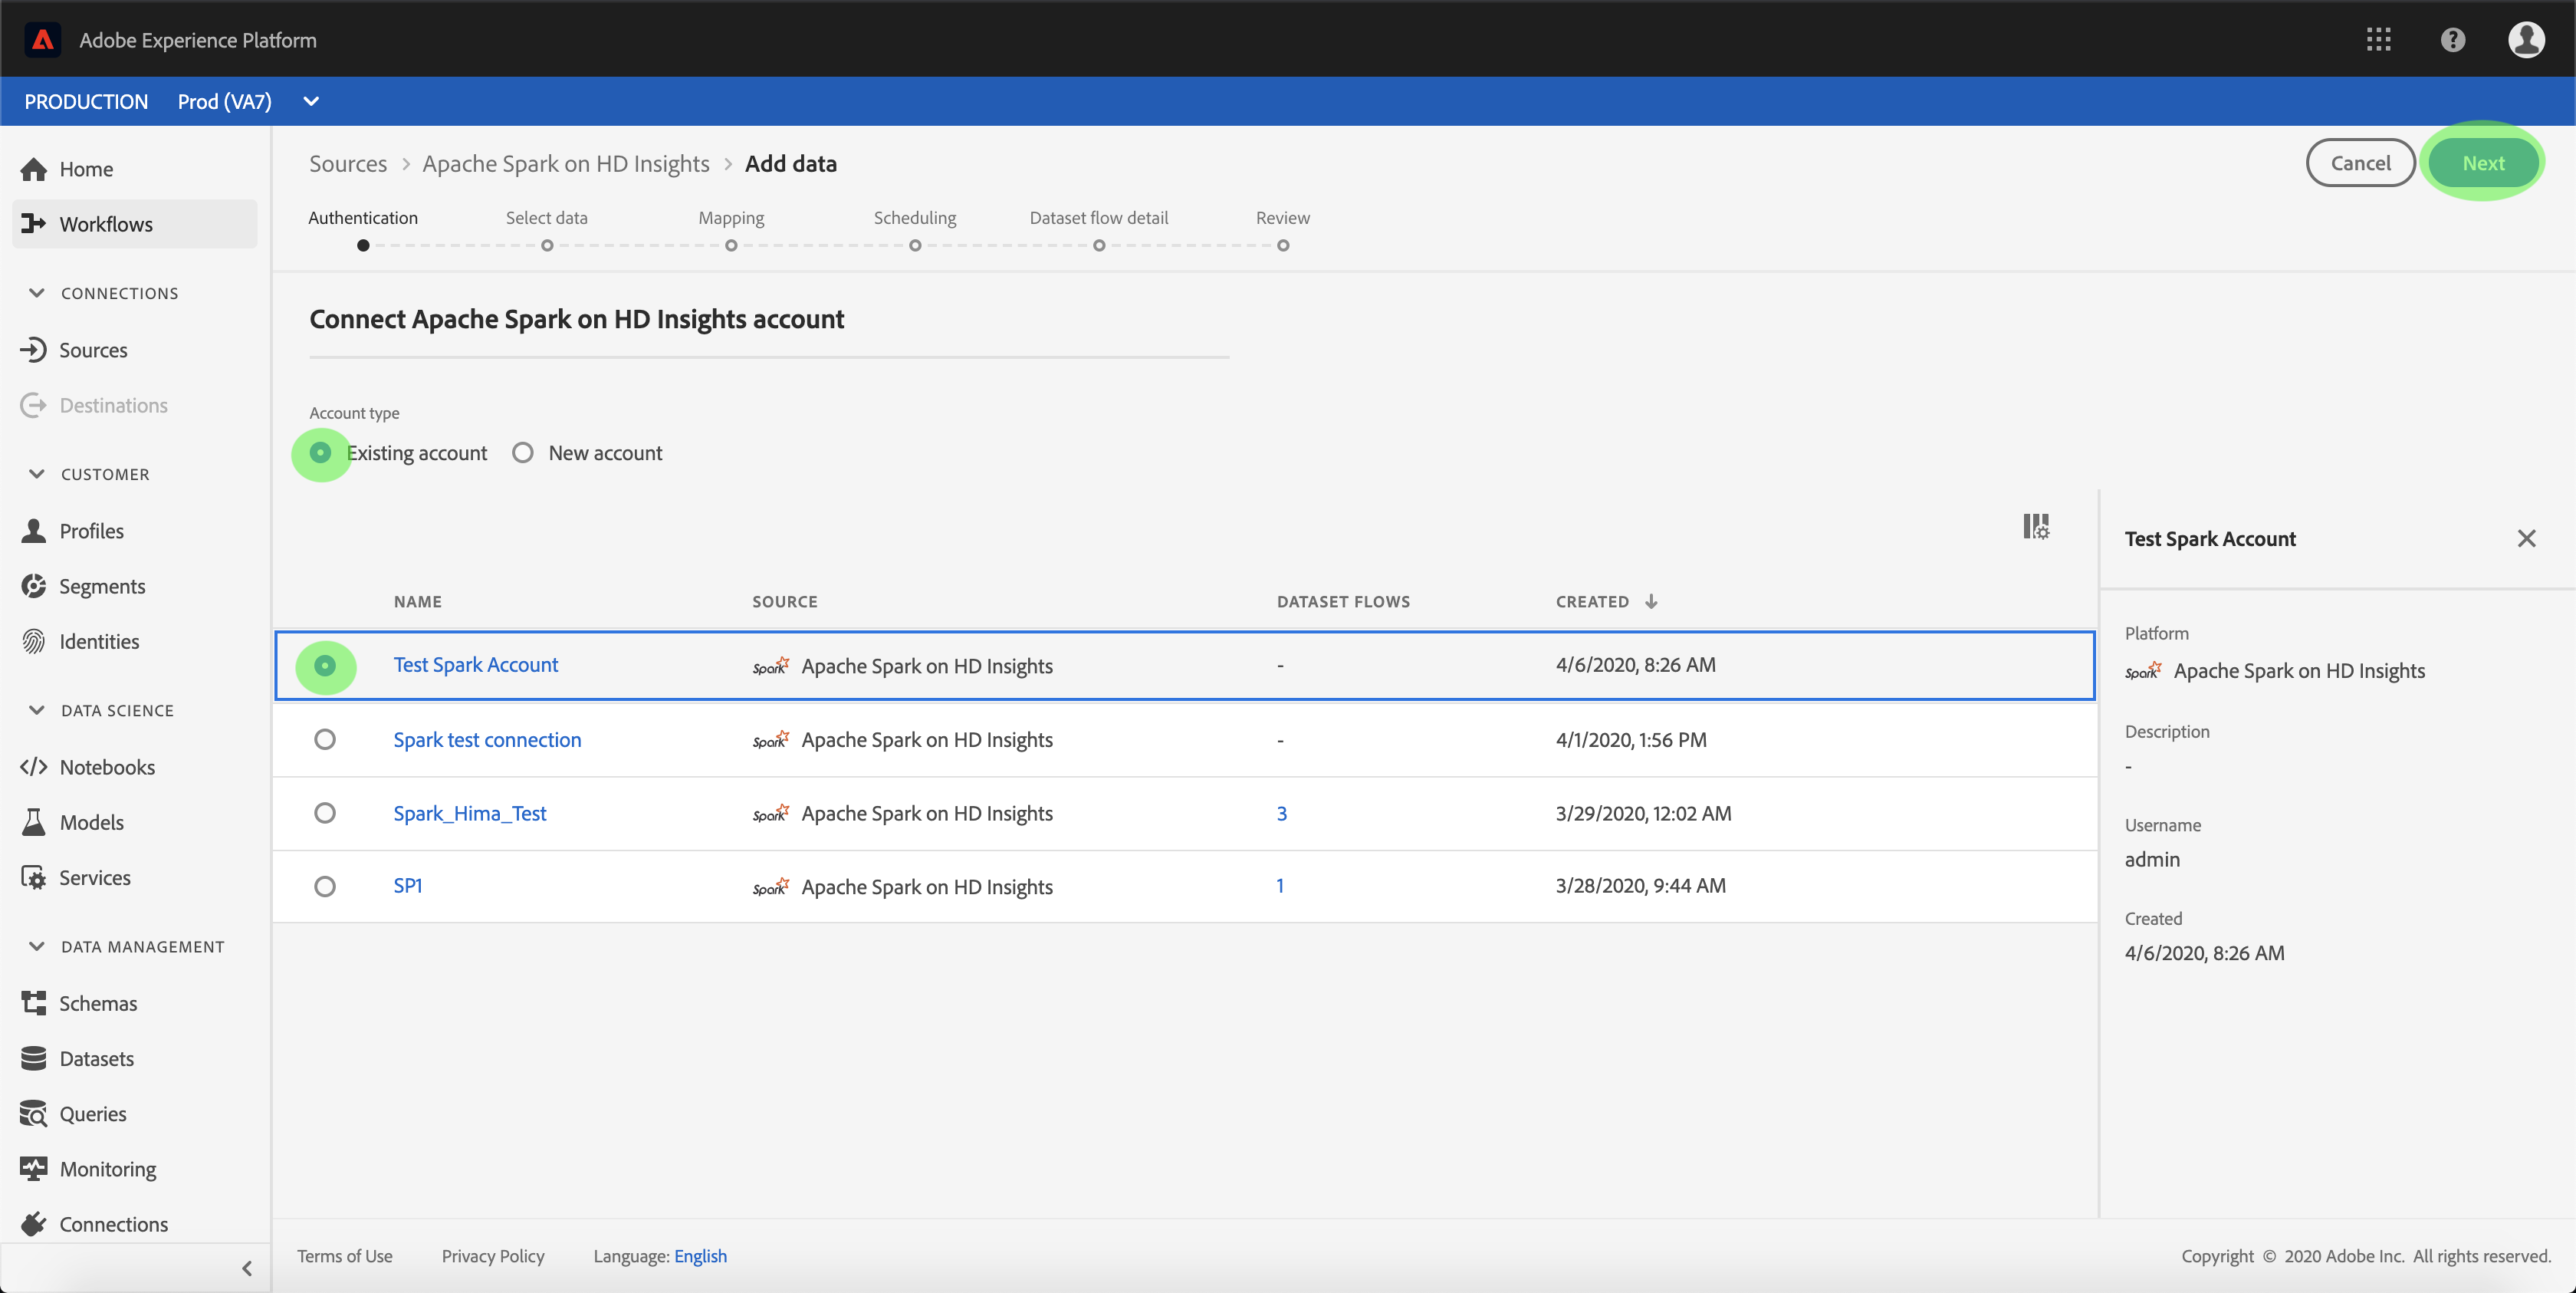 Adobe Experience Platform
PRODUCTION Prod (VA7)
Home
Workflows
CONNECTIONS
Sources
Destinations
CUSTOMER
Profiles
Segments
Identities
DATA SCIENCE
Notebooks
Models
Services
DATA MANAGEMENT
Schemas
Datasets
Queries
Monitoring
Connections
Sources > Apache Spark on HD Insights > Add data
Cancel Next
Authentication Select data Mapping Scheduling Dataset flow detail Review
Connect Apache Spark on HD Insights account
Account type
Existing account New account
NAME SOURCE DATASET FLOWS CREATED
Test Spark Account Spark Apache Spark on HD Insights - 4/6/2020, 8:26 AM
Spark test connection Spark Apache Spark on HD Insights - 4/1/2020, 1:56 PM
Spark_Hima_Test Spark Apache Spark on HD Insights 3 3/29/2020, 12:02 AM
SP1 Spark Apache Spark on HD Insights 1 3/28/2020, 9:44 AM
Test Spark Account
Platform
Spark Apache Spark on HD Insights
Description
-
Username
admin
Created
4/6/2020, 8:26 AM
Terms of Use Privacy Policy Language: English
Copyright © 2020 Adobe Inc. All rights reserved.